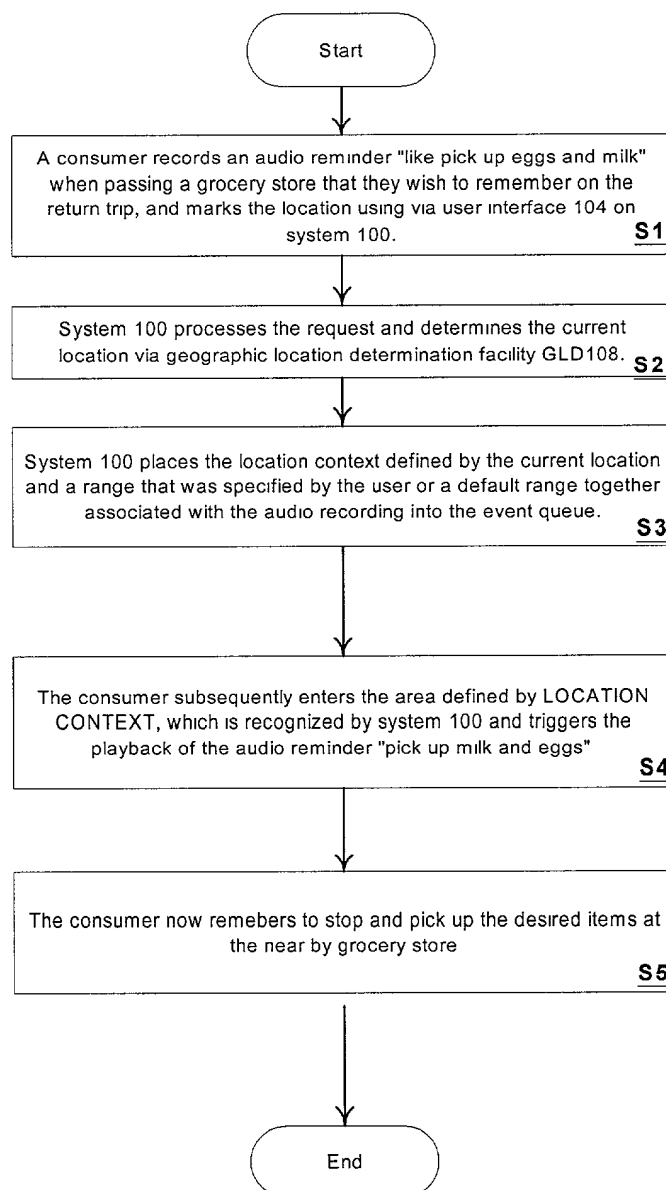 Start
A consumer records an audio reminder "like pick up eggs and milk"
when passing a grocery store that they wish to remember on the
return trip, and marks the location using via user interface 104 on
system 100.
S1
System 100 processes the request and determines the current
location via geographic location determination facility GLD108.
S2
System 100 places the location context defined by the current location
and a range that was specified by the user or a default range together
associated with the audio recording into the event queue.
S3
The consumer subsequently enters the area defined by LOCATION
CONTEXT, which is recognized by system 100 and triggers the
playback of the audio reminder "pick up milk and eggs"
S4
The consumer now remebers to stop and pick up the desired items at
the near by grocery store
S5
End